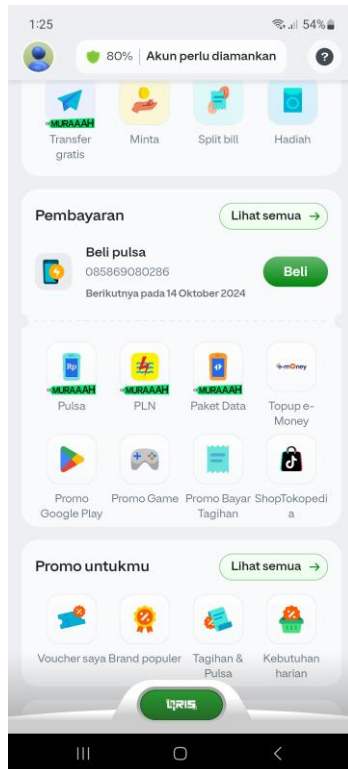 1:25 54%
80% Akun perlu diamankan ?
MURAAAH
Transfer Minta Split bill Hadiah
gratis
Pembayaran Lihat semua →
Beli pulsa
085869080286 Beli
Berikutnya pada 14 Oktober 2024
Rp e-mOney
MURAAAH MURAAAH MURAAAH
Pulsa PLN Paket Data Topup e-
Money
Promo Promo Game Promo Bayar ShopTokopedi
Google Play Tagihan a
Promo untukmu Lihat semua →
Voucher saya Brand populer Tagihan & Kebutuhan
Pulsa harian
QRIS